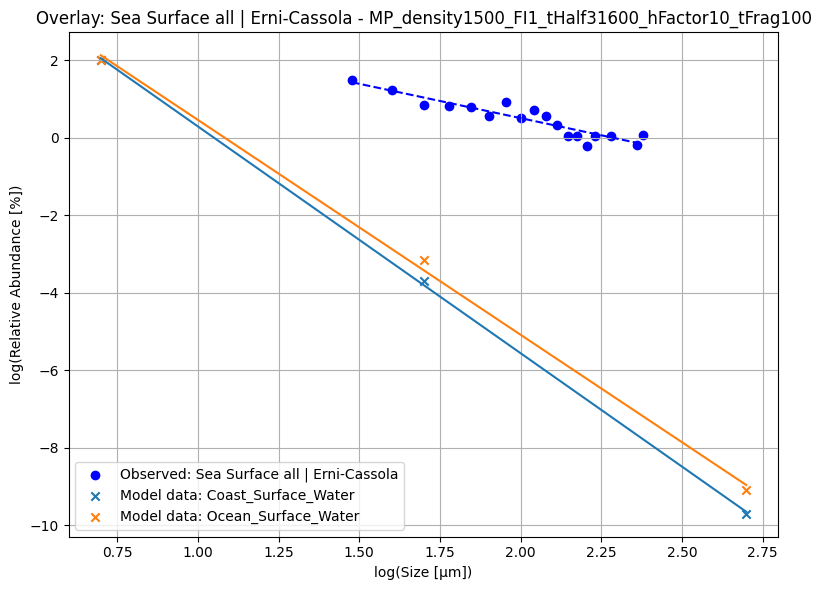 Overlay: Sea Surface all | Erni-Cassola - MP_density1500_FI1_tHalf31600_hFactor10_tFrag100
log(Relative Abundance [%])
2
0
−2
−4
−6
−8
−10
Observed: Sea Surface all | Erni-Cassola
Model data: Coast_Surface_Water
Model data: Ocean_Surface_Water
0.75 1.00 1.25 1.50 1.75 2.00 2.25 2.50 2.75
log(Size [μm])